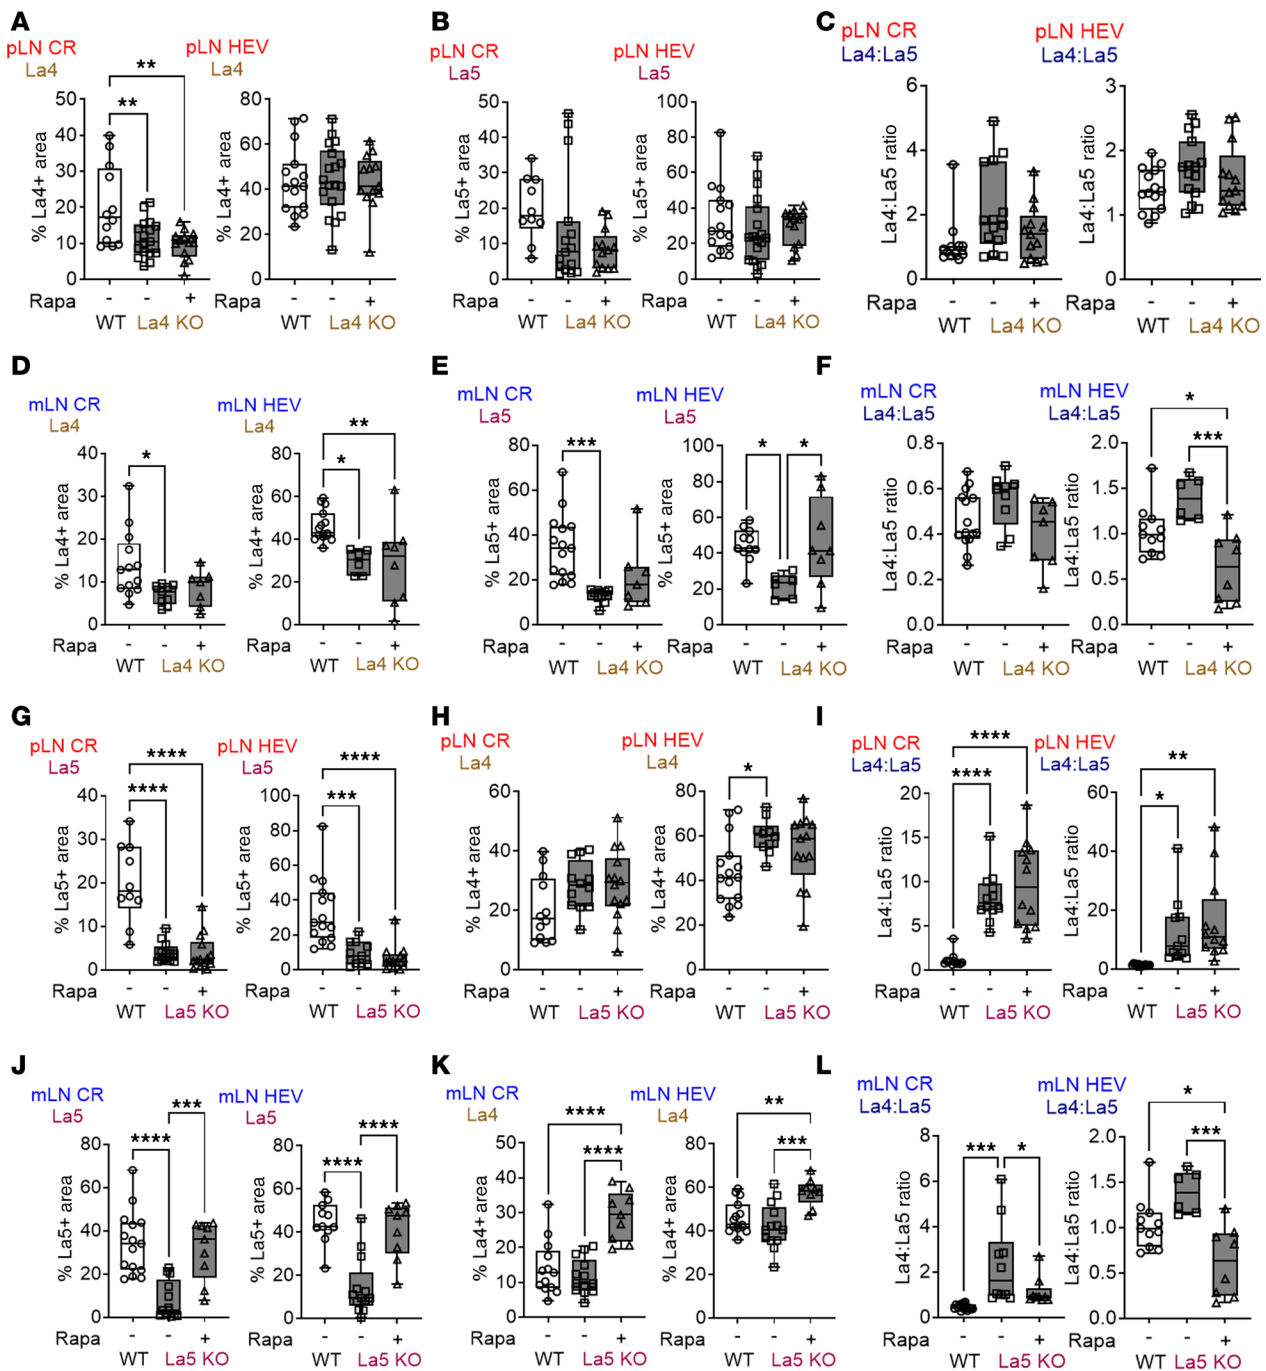 A
pLN CR
La4
pLN HEV
La4
** 
**
% La4+ area
50
40
30
20
10
0
% La4+ area
80
60
40
20
0
Rapa - - +
WT La4 KO
Rapa - - +
WT La4 KO
B
pLN CR
La5
pLN HEV
La5
% La5+ area
50
40
30
20
10
0
% La5+ area
100
80
60
40
20
0
Rapa - - +
WT La4 KO
Rapa - - +
WT La4 KO
C
pLN CR
La4:La5
pLN HEV
La4:La5
La4:La5 ratio
6
4
2
0
La4:La5 ratio
3
2
1
0
Rapa - - +
WT La4 KO
- - +
WT La4 KO
D
mLN CR
La4
mLN HEV
La4
*
**
*
% La4+ area
40
30
20
10
0
% La4+ area
80
60
40
20
0
Rapa - - +
WT La4 KO
Rapa - - +
WT La4 KO
E
mLN CR
La5
mLN HEV
La5
***
*
*
% La5+ area
80
60
40
20
0
% La5+ area
100
80
60
40
20
0
Rapa - - +
WT La4 KO
Rapa - - +
WT La4 KO
F
mLN CR
La4:La5
mLN HEV
La4:La5
*
***
La4:La5 ratio
0.8
0.6
0.4
0.2
0.0
La4:La5 ratio
2.0
1.5
1.0
0.5
0.0
Rapa - - +
WT La4 KO
Rapa - - +
WT La4 KO
G
pLN CR
La5
pLN HEV
La5
****
****
****
***
% La5+ area
40
30
20
10
0
% La5+ area
100
80
60
40
20
0
Rapa - - +
WT La5 KO
Rapa - - +
WT La5 KO
H
pLN CR
La4
pLN HEV
La4
*
% La4+ area
60
40
20
0
% La4+ area
80
60
40
20
0
Rapa - - +
WT La5 KO
Rapa - - +
WT La5 KO
I
pLN CR
La4:La5
pLN HEV
La4:La5
****
****
**
*
La4:La5 ratio
20
15
10
5
0
La4:La5 ratio
60
40
20
0
Rapa - - +
WT La5 KO
Rapa - - +
WT La5 KO
J
mLN CR
La5
mLN HEV
La5
***
****
****
****
% La5+ area
80
60
40
20
0
% La5+ area
80
60
40
20
0
Rapa - - +
WT La5 KO
Rapa - - +
WT La5 KO
K
mLN CR
La4
mLN HEV
La4
****
****
**
***
% La4+ area
50
40
30
20
10
0
% La4+ area
80
60
40
20
0
Rapa - - +
WT La5 KO
Rapa - - +
WT La5 KO
L
mLN CR
La4:La5
mLN HEV
La4:La5
***
*
*
***
La4:La5 ratio
8
6
4
2
0
La4:La5 ratio
2.0
1.5
1.0
0.5
0.0
Rapa - - +
WT La5 KO
Rapa - - +
WT La5 KO